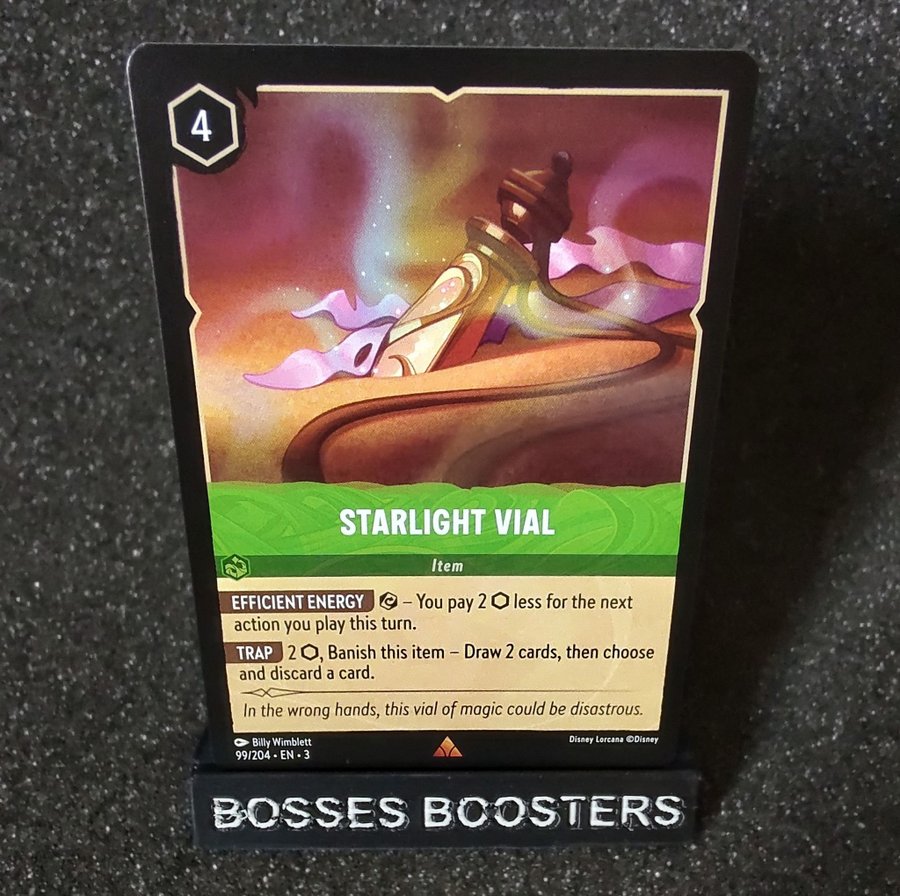 4
STARLIGHT VIAL
Item
EFFICIENT ENERGY – You pay 2 less for the next
action you play this turn.
TRAP 2, Banish this item – Draw 2 cards, then choose
and discard a card.
In the wrong hands, this vial of magic could be disastrous.
Billy Wimblett
Disney Lorcana ©Disney
99/204 • EN • 3
BOSSES BOOSTERS